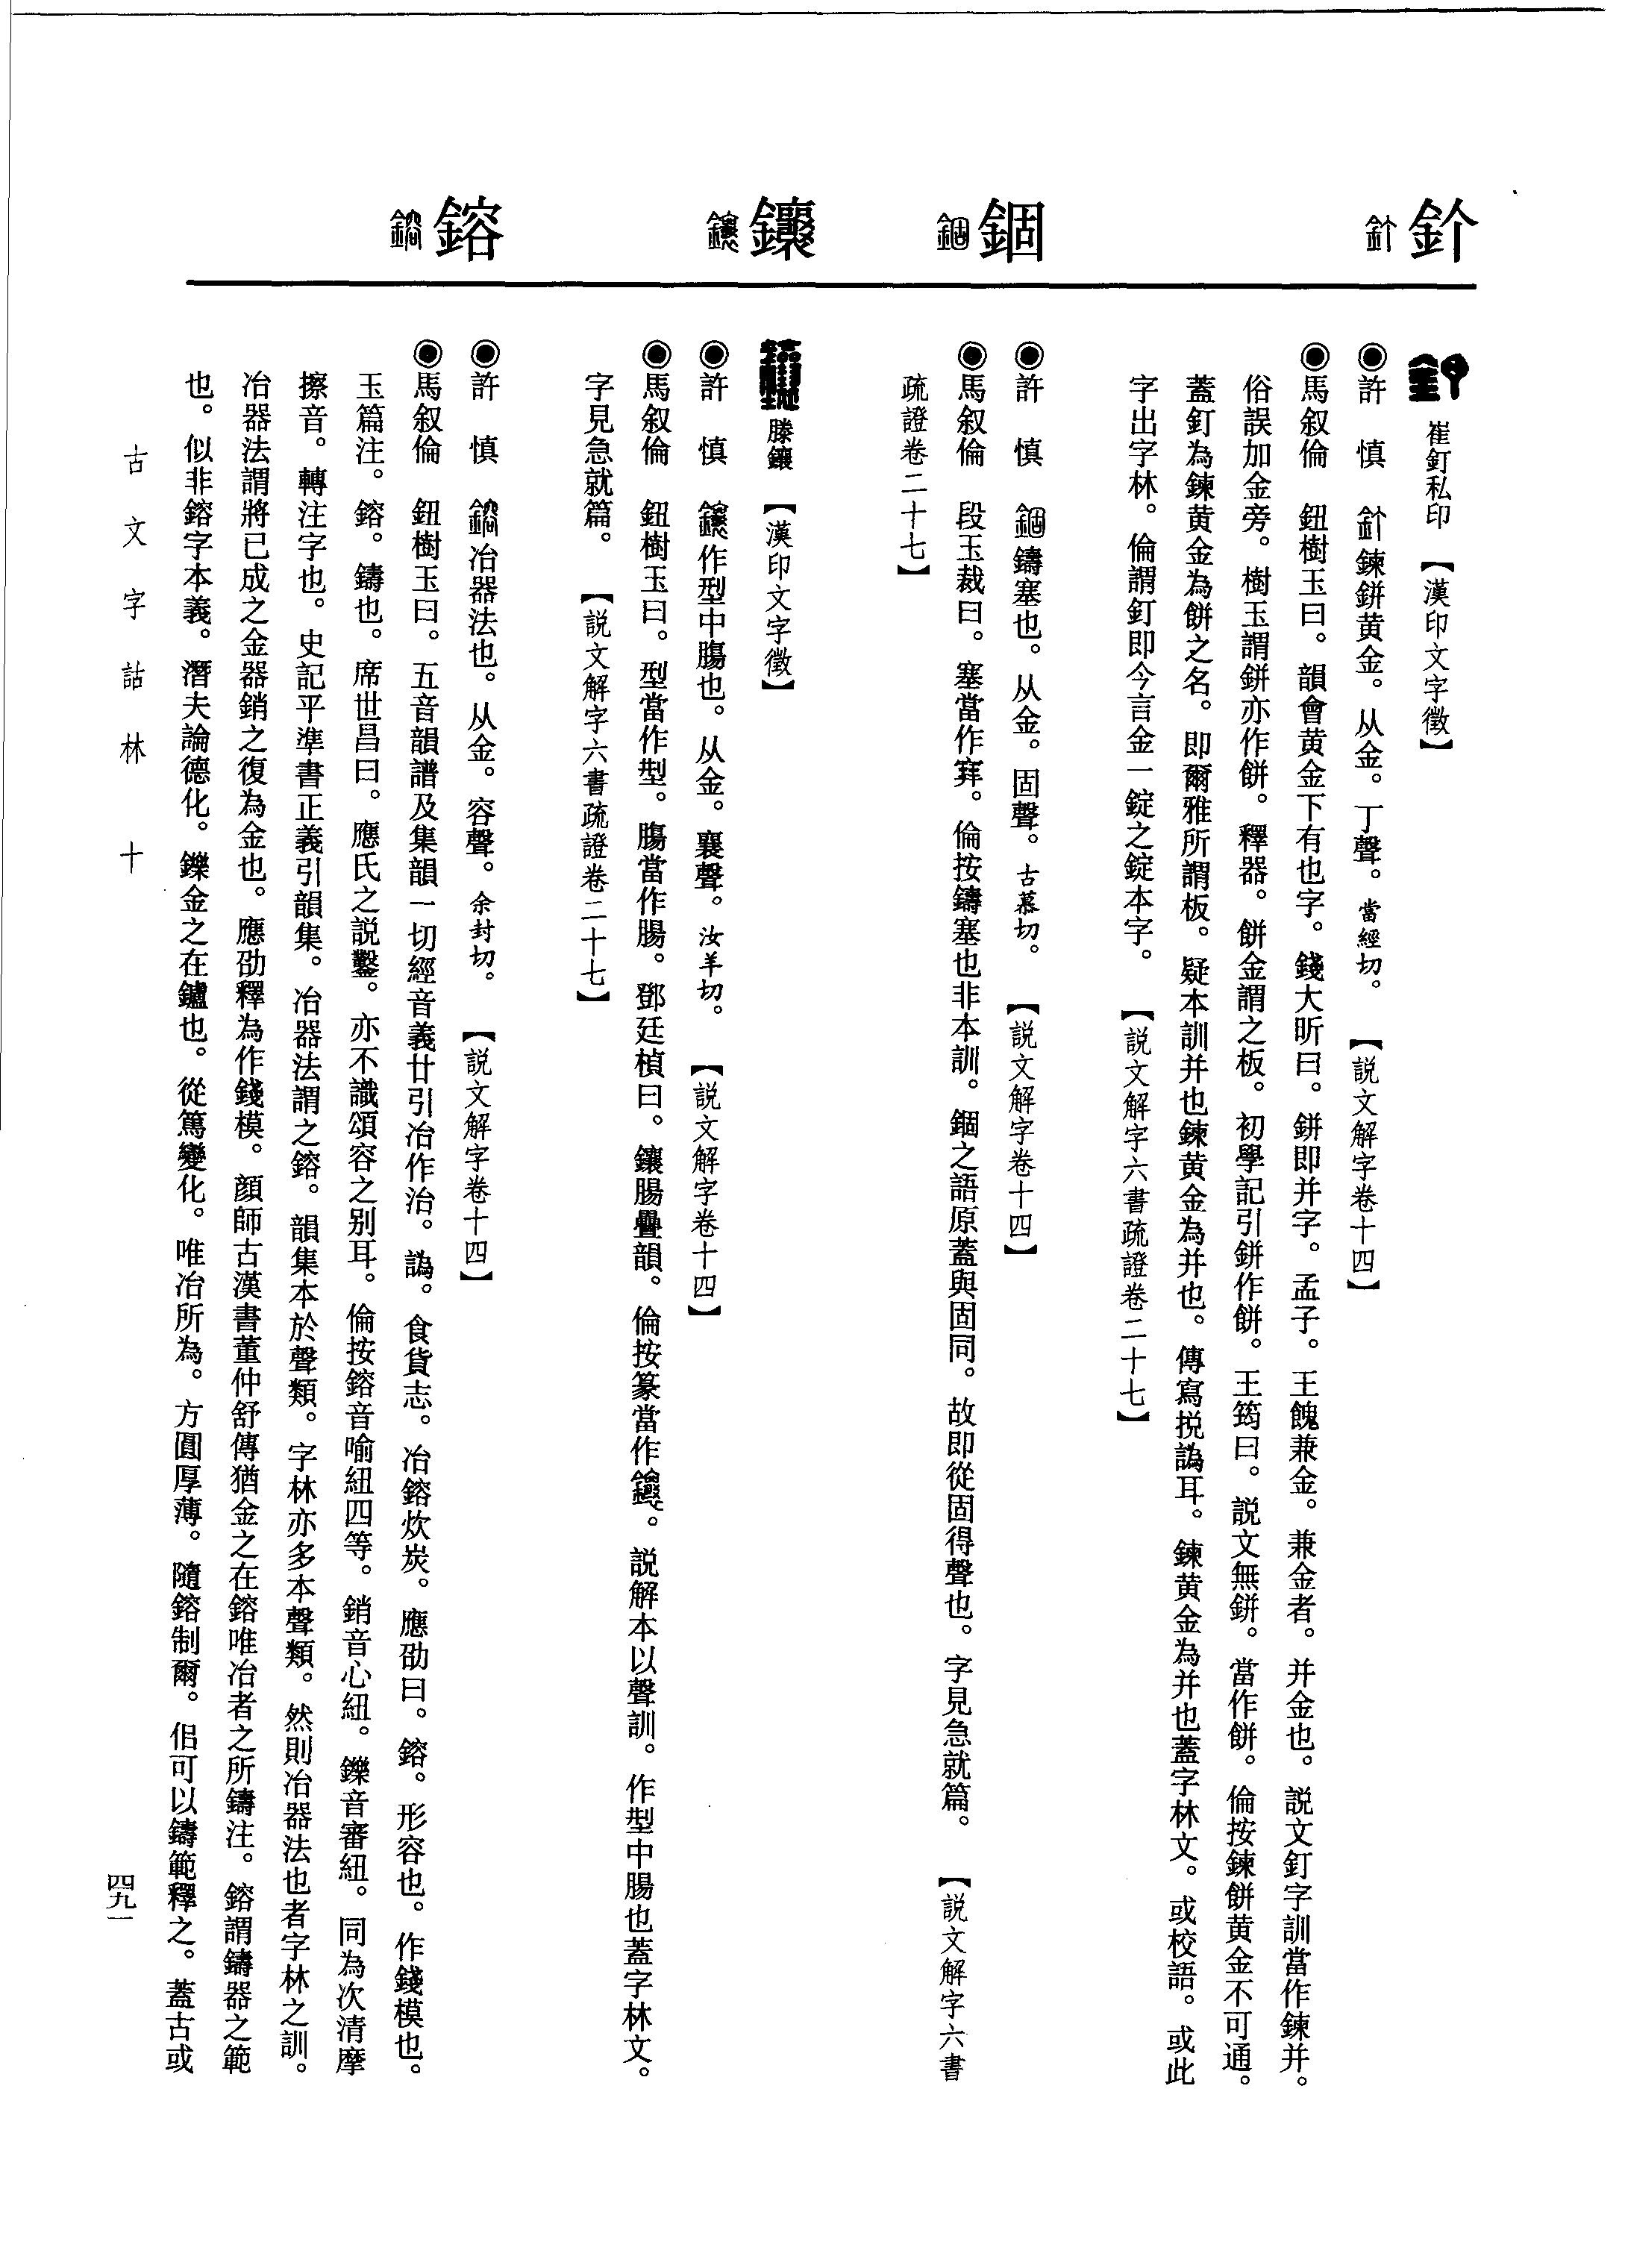 釘
崔釘私印　【漢印文字徵】
◉許　慎　釘鍊鉼黄金。从金。丁聲。當經切。　【説文解字卷十四】
◉馬叙倫　鈕樹玉曰。韻會黄金下有也字。錢大昕曰。鉼即并字。孟子。王餽兼金。兼金者。并金也。説文釘字訓當作鍊并。
俗誤加金旁。樹玉謂鉼亦作餅。釋器。餅金謂之板。初學記引鉼作餅。王筠曰。説文無鉼。當作餅。倫按鍊餅黄金不可通。
蓋釘為鍊黄金為餅之名。即爾雅所謂板。疑本訓并也鍊黄金為并也。傳寫挩譌耳。鍊黄金為并也蓋字林文。或校語。或此
字出字林。倫謂釘即今言金一錠之錠本字。　【説文解字六書疏證卷二十七】
錮
◉許　慎　錮鑄塞也。从金。固聲。古慕切。　【説文解字卷十四】
◉馬叙倫　段玉裁曰。塞當作𡫳。倫按鑄塞也非本訓。錮之語原蓋與固同。故即從固得聲也。字見急就篇。　【説文解字六書
疏證卷二十七】
鑲
滕鑲　【漢印文字徵】
◉許　慎　鑲作型中膓也。从金。襄聲。汝羊切。　【説文解字卷十四】
◉馬叙倫　鈕樹玉曰。型當作型。膓當作腸。鄧廷楨曰。鑲腸疊韻。倫按篆當作鑲。説解本以聲訓。作型中腸也蓋字林文。
字見急就篇。　【説文解字六書疏證卷二十七】
鎔
◉許　慎　鎔冶器法也。从金。容聲。余封切。　【説文解字卷十四】
◉馬叙倫　鈕樹玉曰。五音韻譜及集韻一切經音義廿引冶作治。譌。食貨志。冶鎔炊炭。應劭曰。鎔。形容也。作錢模也。
玉篇注。鎔。鑄也。席世昌曰。應氏之説鑿。亦不識頌容之別耳。倫按鎔音喻紐四等。銷音心紐。鑠音審紐。同為次清摩
擦音。轉注字也。史記平準書正義引韻集。冶器法謂之鎔。韻集本於聲類。字林亦多本聲類。然則冶器法也者字林之訓。
冶器法謂將已成之金器銷之復為金也。應劭釋為作錢模。顔師古漢書董仲舒傳猶金之在鎔唯冶者之所鑄注。鎔謂鑄器之範
也。似非鎔字本義。潛夫論德化。鑠金之在鑪也。從篤變化。唯冶所為。方圓厚薄。隨鎔制爾。侣可以鑄範釋之。蓋古或
古文字詁林　十
四九一